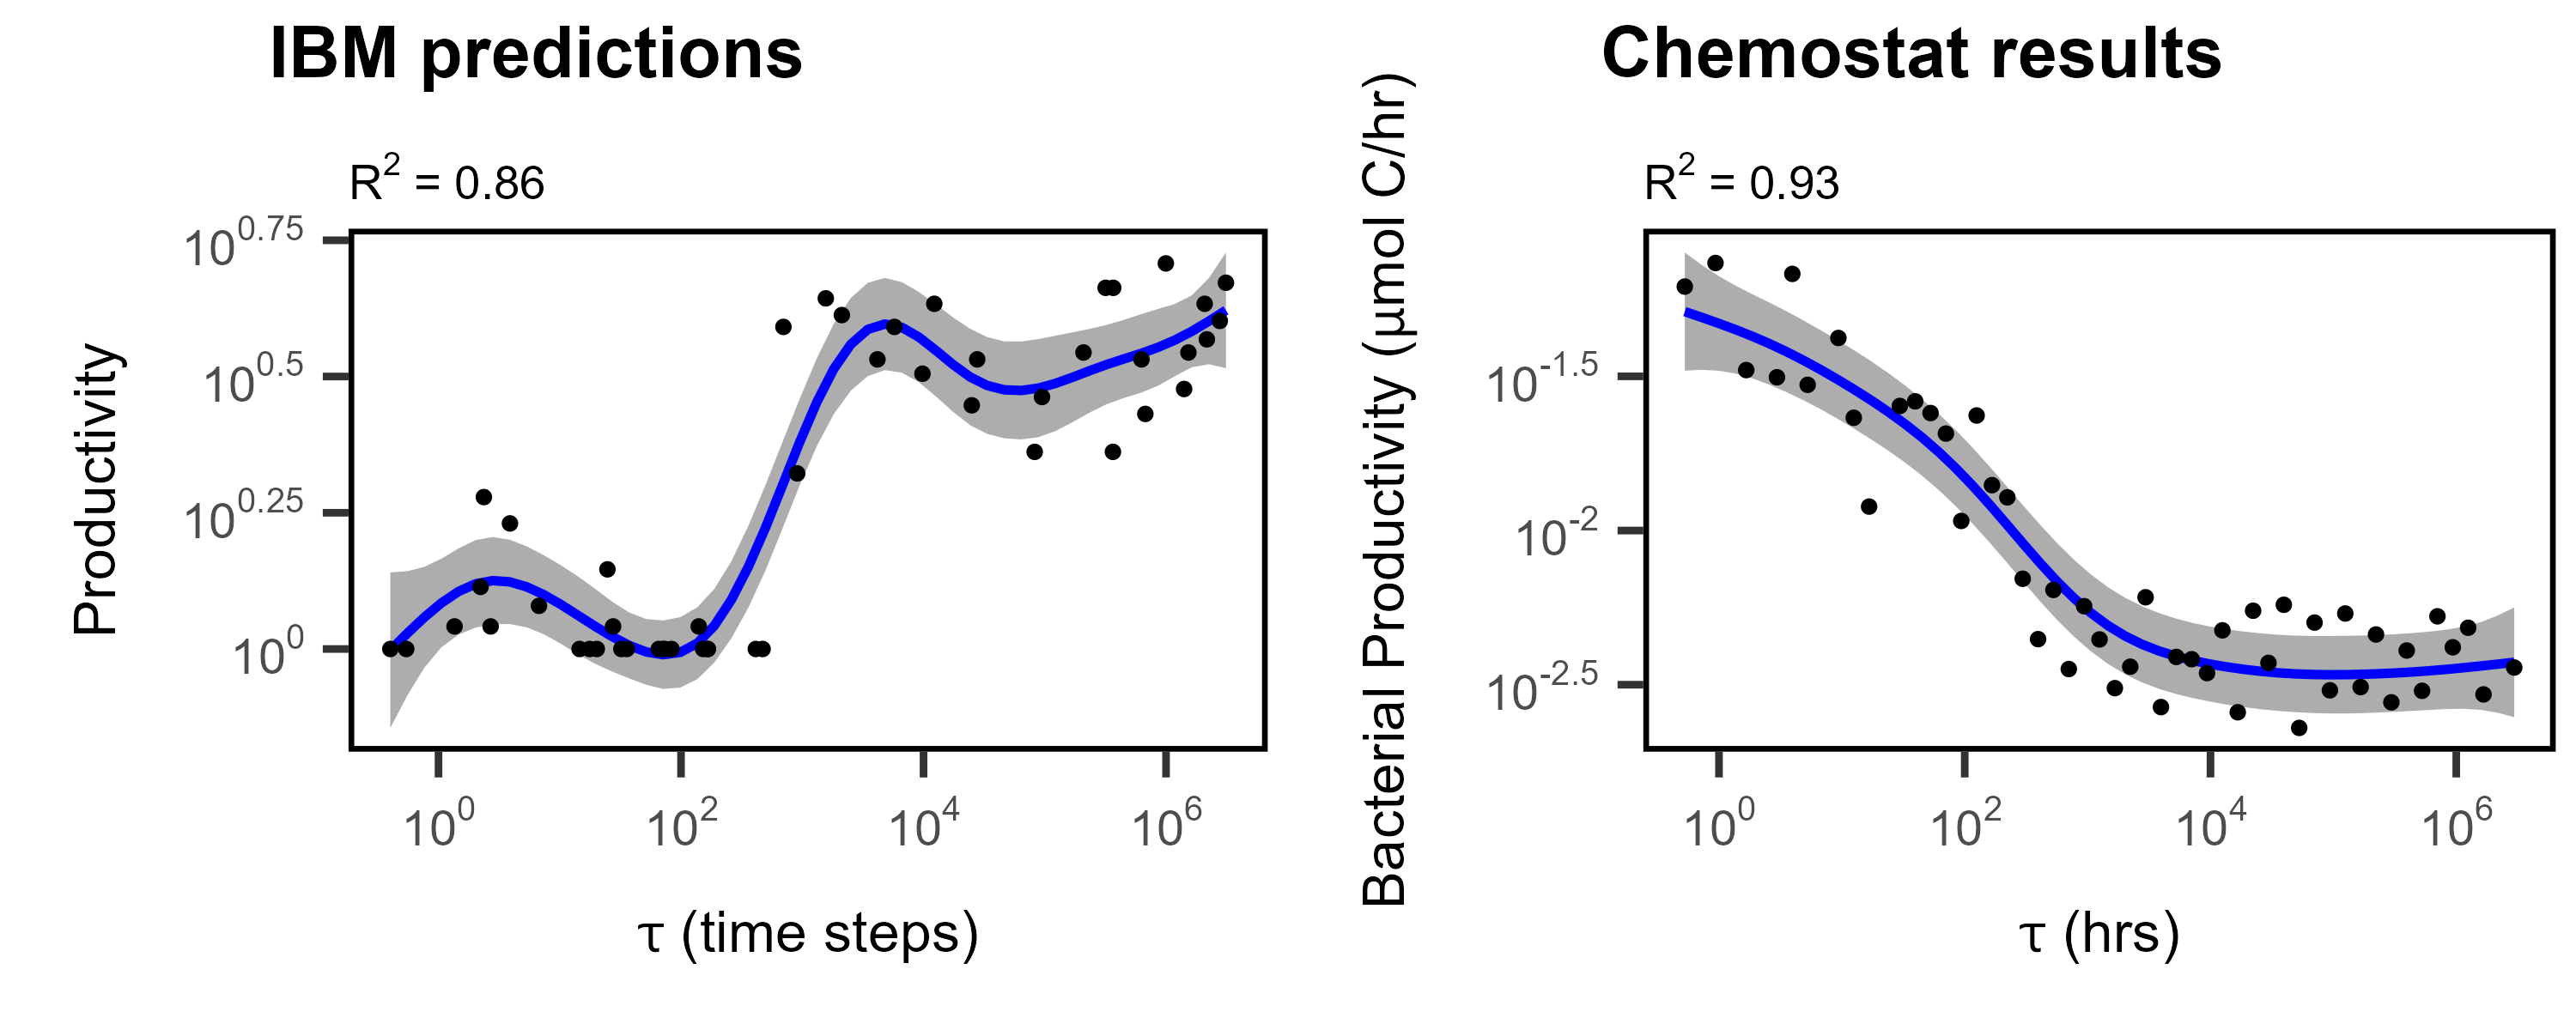 IBM predictions
R² = 0.86
Productivity
10^0.75
10^0.5
10^0.25
10^0
10^0 10^2 10^4 10^6
τ (time steps)
Chemostat results
R² = 0.93
Bacterial Productivity (μmol C/hr)
10^-1.5
10^-2
10^-2.5
10^0 10^2 10^4 10^6
τ (hrs)